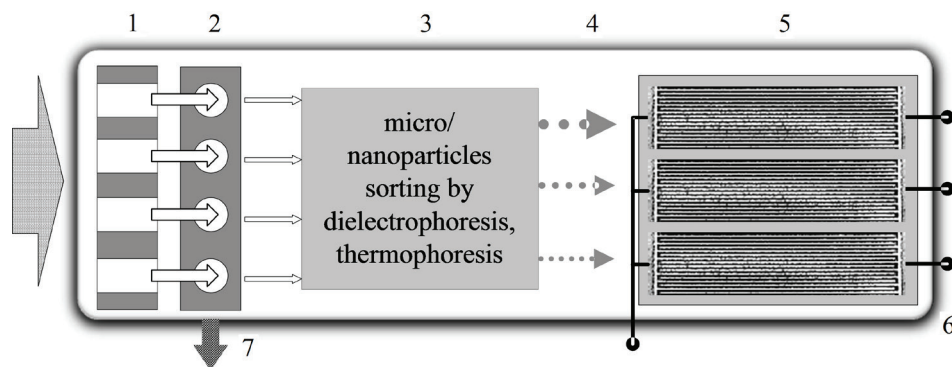 1 2 3 4 5
micro/
nanoparticles
sorting by
dielectrophoresis,
thermophoresis
6
7